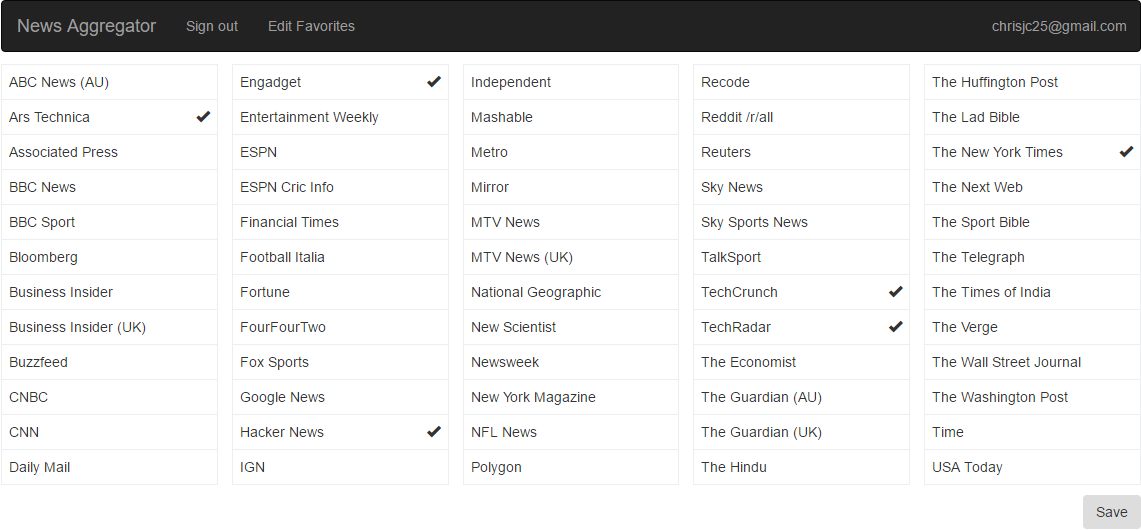 News Aggregator Sign out Edit Favorites chrisjc25@gmail.com
ABC News (AU)
Ars Technica
Associated Press
BBC News
BBC Sport
Bloomberg
Business Insider
Business Insider (UK)
Buzzfeed
CNBC
CNN
Daily Mail
Engadget
Entertainment Weekly
ESPN
ESPN Cric Info
Financial Times
Football Italia
Fortune
FourFourTwo
Fox Sports
Google News
Hacker News
IGN
Independent
Mashable
Metro
Mirror
MTV News
MTV News (UK)
National Geographic
New Scientist
Newsweek
New York Magazine
NFL News
Polygon
Recode
Reddit /r/all
Reuters
Sky News
Sky Sports News
TalkSport
TechCrunch
TechRadar
The Economist
The Guardian (AU)
The Guardian (UK)
The Hindu
The Huffington Post
The Lad Bible
The New York Times
The Next Web
The Sport Bible
The Telegraph
The Times of India
The Verge
The Wall Street Journal
The Washington Post
Time
USA Today
Save